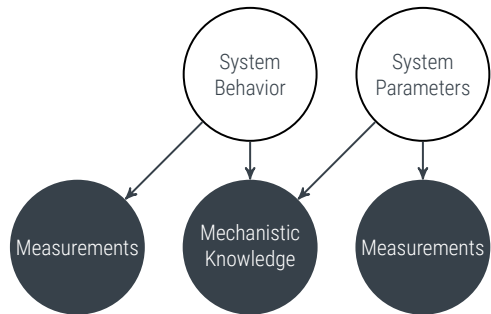 System
Behavior
System
Parameters
Measurements
Mechanistic
Knowledge
Measurements